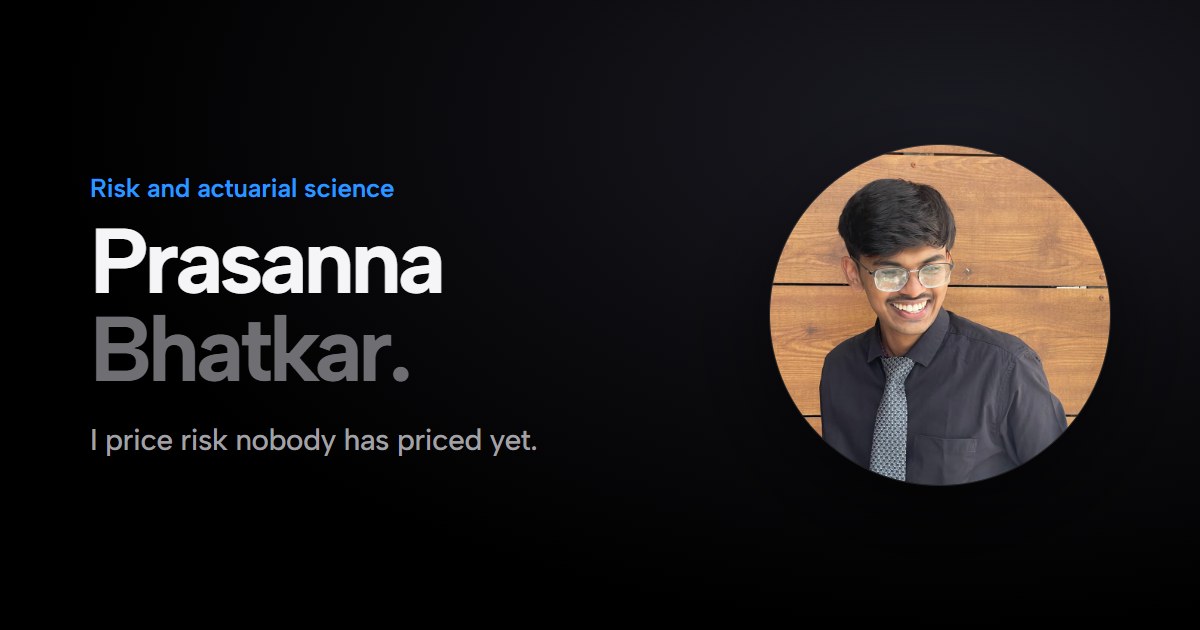 Risk and actuarial science
Prasanna
Bhatkar.
I price risk nobody has priced yet.